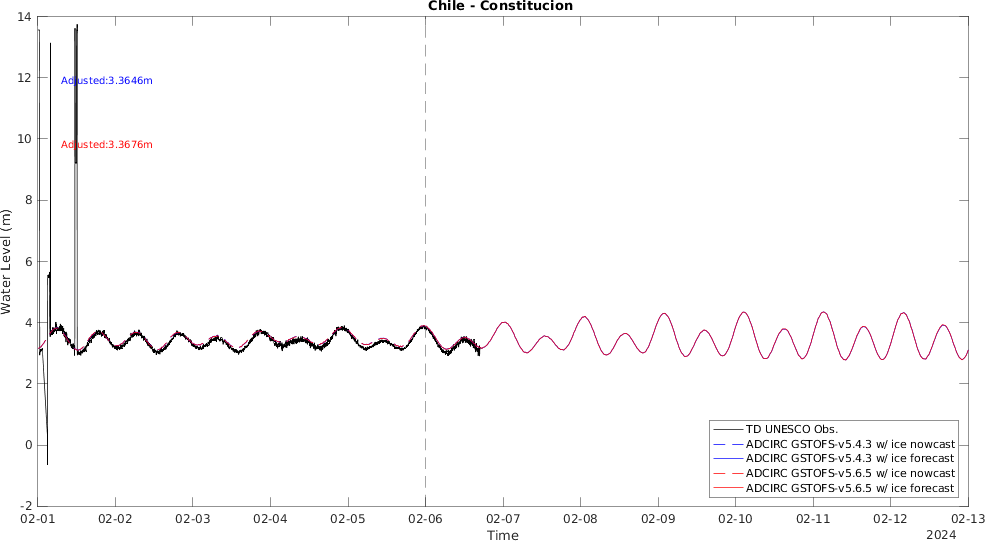 Chile - Constitucion
14
12
10
8
6
4
2
0
-2
Water Level (m)
Adjusted:3.3646m
Adjusted:3.3676m
TD UNESCO Obs.
ADCIRC GSTOFS-v5.4.3 w/ ice nowcast
ADCIRC GSTOFS-v5.4.3 w/ ice forecast
ADCIRC GSTOFS-v5.6.5 w/ ice nowcast
ADCIRC GSTOFS-v5.6.5 w/ ice forecast
02-01 02-02 02-03 02-04 02-05 02-06 02-07 02-08 02-09 02-10 02-11 02-12 02-13
Time
2024